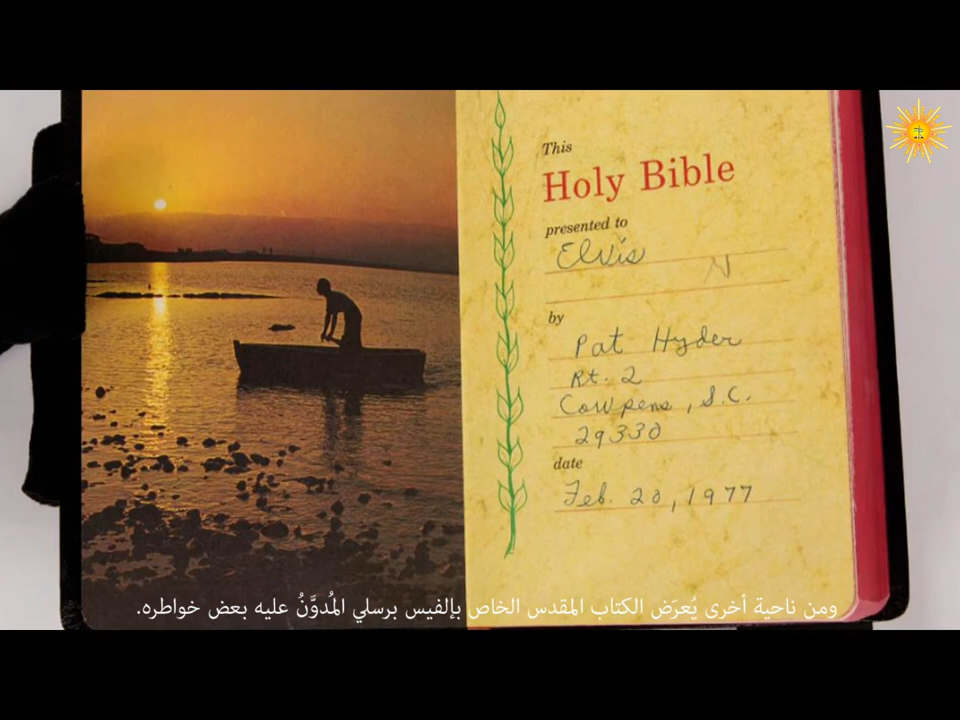 This
Holy Bible
presented to
Elvis
by
Pat Hyder
Rt. 2
Cowpens, S.C.
29330
date
Feb. 20, 1977
ومن ناحية أخرى يُعرَض الكتاب المقدس الخاص بإلفيس برسلي المُدوَّنُ عليه بعض خواطره.